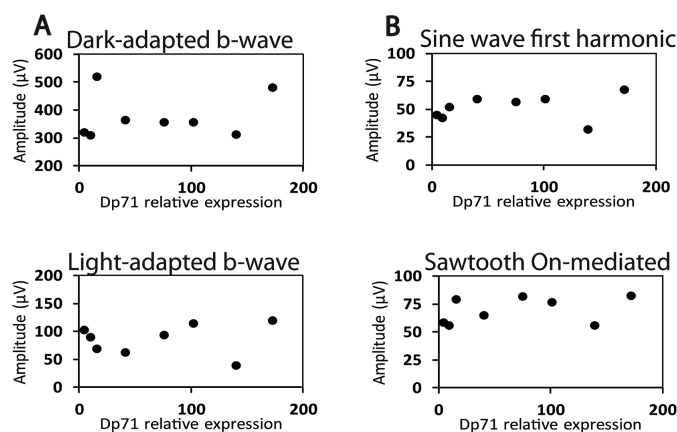 A
Dark-adapted b-wave
600
500
400
300
200
Amplitude (µV)
0 100 200
Dp71 relative expression
B
Sine wave first harmonic
100
75
50
25
0
Amplitude (µV)
0 100 200
Dp71 relative expression
Light-adapted b-wave
200
150
100
50
0
Amplitude (µV)
0 100 200
Dp71 relative expression
Sawtooth On-mediated
100
75
50
25
0
Amplitude (µV)
0 100 200
Dp71 relative expression